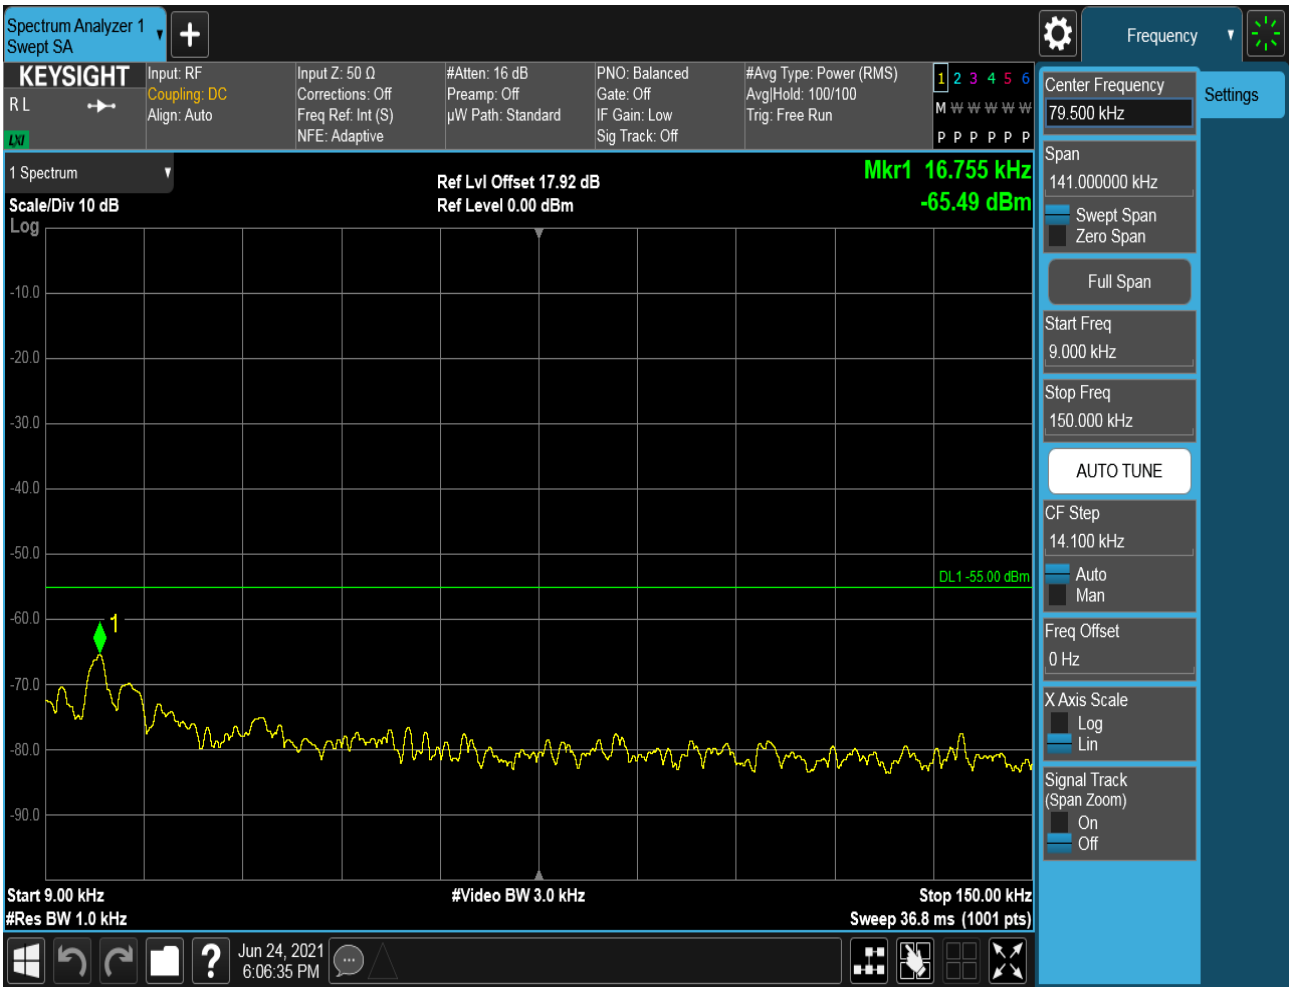 Spectrum Analyzer 1
Swept SA
Frequency
KEYSIGHT
R L
LXI
Input: RF
Coupling: DC
Align: Auto
Input Z: 50 Ω
Corrections: Off
Freq Ref: Int (S)
NFE: Adaptive
#Atten: 16 dB
Preamp: Off
µW Path: Standard
PNO: Balanced
Gate: Off
IF Gain: Low
Sig Track: Off
#Avg Type: Power (RMS)
Avg|Hold: 100/100
Trig: Free Run
1 2 3 4 5 6
M W W W W W
P P P P P P
1 Spectrum
Scale/Div 10 dB
Log
Ref Lvl Offset 17.92 dB
Ref Level 0.00 dBm
Mkr1 16.755 kHz
-65.49 dBm
-10.0
-20.0
-30.0
-40.0
-50.0
DL1 -55.00 dBm
-60.0
1
-70.0
-80.0
-90.0
Start 9.00 kHz
#Res BW 1.0 kHz
#Video BW 3.0 kHz
Stop 150.00 kHz
Sweep 36.8 ms (1001 pts)
Jun 24, 2021
6:06:35 PM
Center Frequency
79.500 kHz
Span
141.000000 kHz
Swept Span
Zero Span
Full Span
Start Freq
9.000 kHz
Stop Freq
150.000 kHz
AUTO TUNE
CF Step
14.100 kHz
Auto
Man
Freq Offset
0 Hz
X Axis Scale
Log
Lin
Signal Track
(Span Zoom)
On
Off
Settings